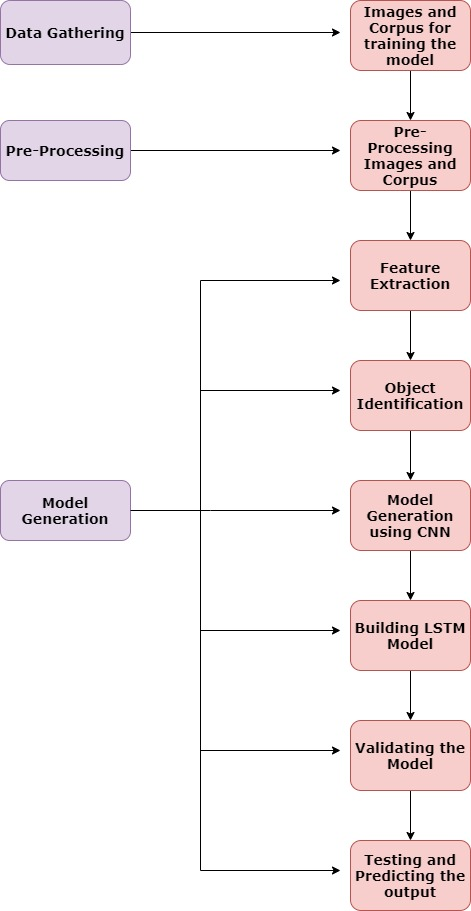 Data Gathering
Images and
Corpus for
training the
model
Pre-Processing
Pre-
Processing
Images and
Corpus
Feature
Extraction
Object
Identification
Model
Generation
Model
Generation
using CNN
Building LSTM
Model
Validating the
Model
Testing and
Predicting the
output